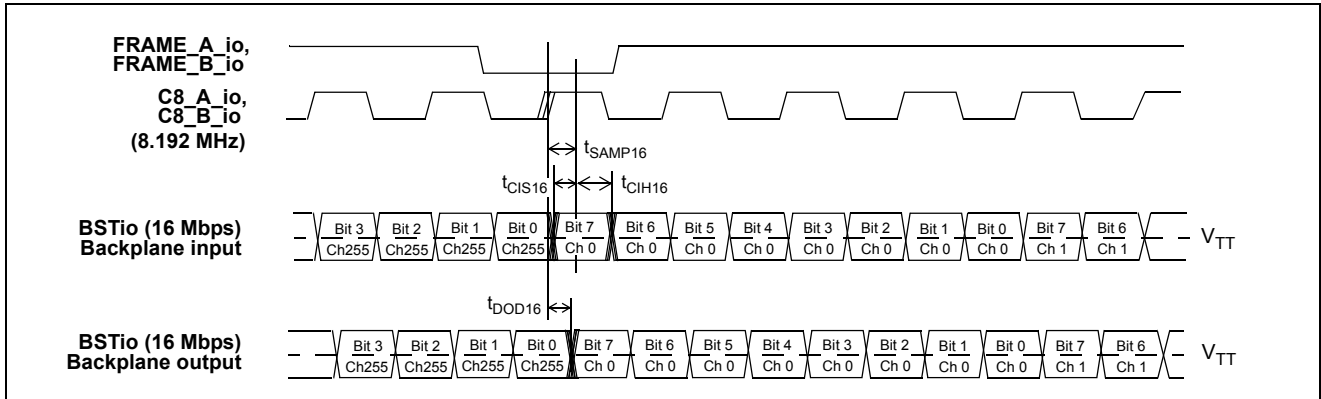 FRAME_A_io,
FRAME_B_io
C8_A_io,
C8_B_io
(8.192 MHz)
tSAMP16
tCIS16
tCIH16
BSTio (16 Mbps)
Backplane input
Bit 3 Bit 2 Bit 1 Bit 0 Bit 7 Bit 6 Bit 5 Bit 4 Bit 3 Bit 2 Bit 1 Bit 0 Bit 7 Bit 6
Ch255 Ch255 Ch255 Ch255 Ch 0 Ch 0 Ch 0 Ch 0 Ch 0 Ch 0 Ch 0 Ch 0 Ch 1 Ch 1
VTT
tDOD16
BSTio (16 Mbps)
Backplane output
Bit 3 Bit 2 Bit 1 Bit 0 Bit 7 Bit 6 Bit 5 Bit 4 Bit 3 Bit 2 Bit 1 Bit 0 Bit 7 Bit 6
Ch255 Ch255 Ch255 Ch255 Ch 0 Ch 0 Ch 0 Ch 0 Ch 0 Ch 0 Ch 0 Ch 0 Ch 1 Ch 1
VTT